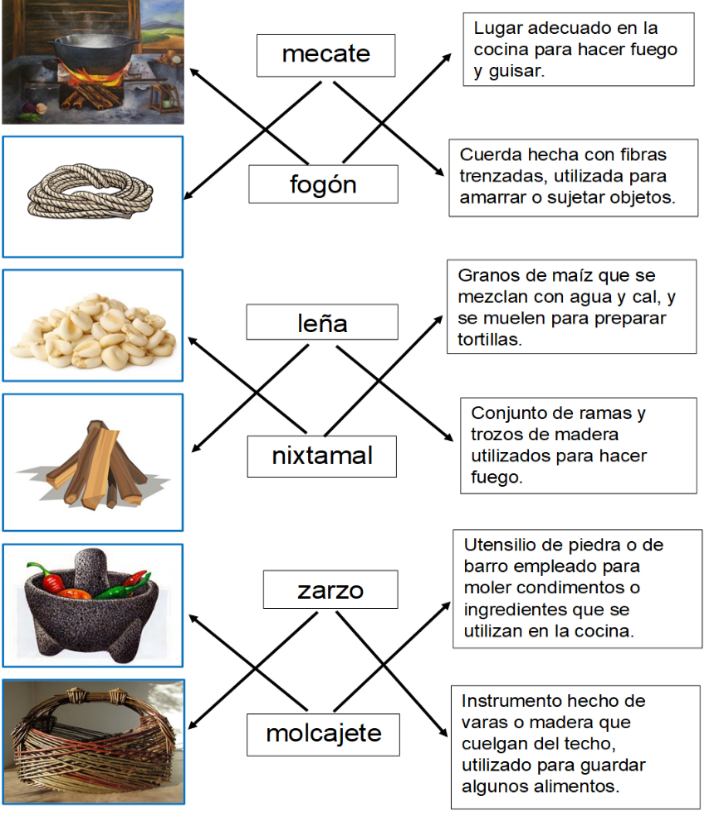 mecate
Lugar adecuado en la
cocina para hacer fuego
y guisar.
fogón
Cuerda hecha con fibras
trenzadas, utilizada para
amarrar o sujetar objetos.
leña
Granos de maíz que se
mezclan con agua y cal, y
se muelen para preparar
tortillas.
nixtamal
Conjunto de ramas y
trozos de madera
utilizados para hacer
fuego.
zarzo
Utensilio de piedra o de
barro empleado para
moler condimentos o
ingredientes que se
utilizan en la cocina.
molcajete
Instrumento hecho de
varas o madera que
cuelgan del techo,
utilizado para guardar
algunos alimentos.